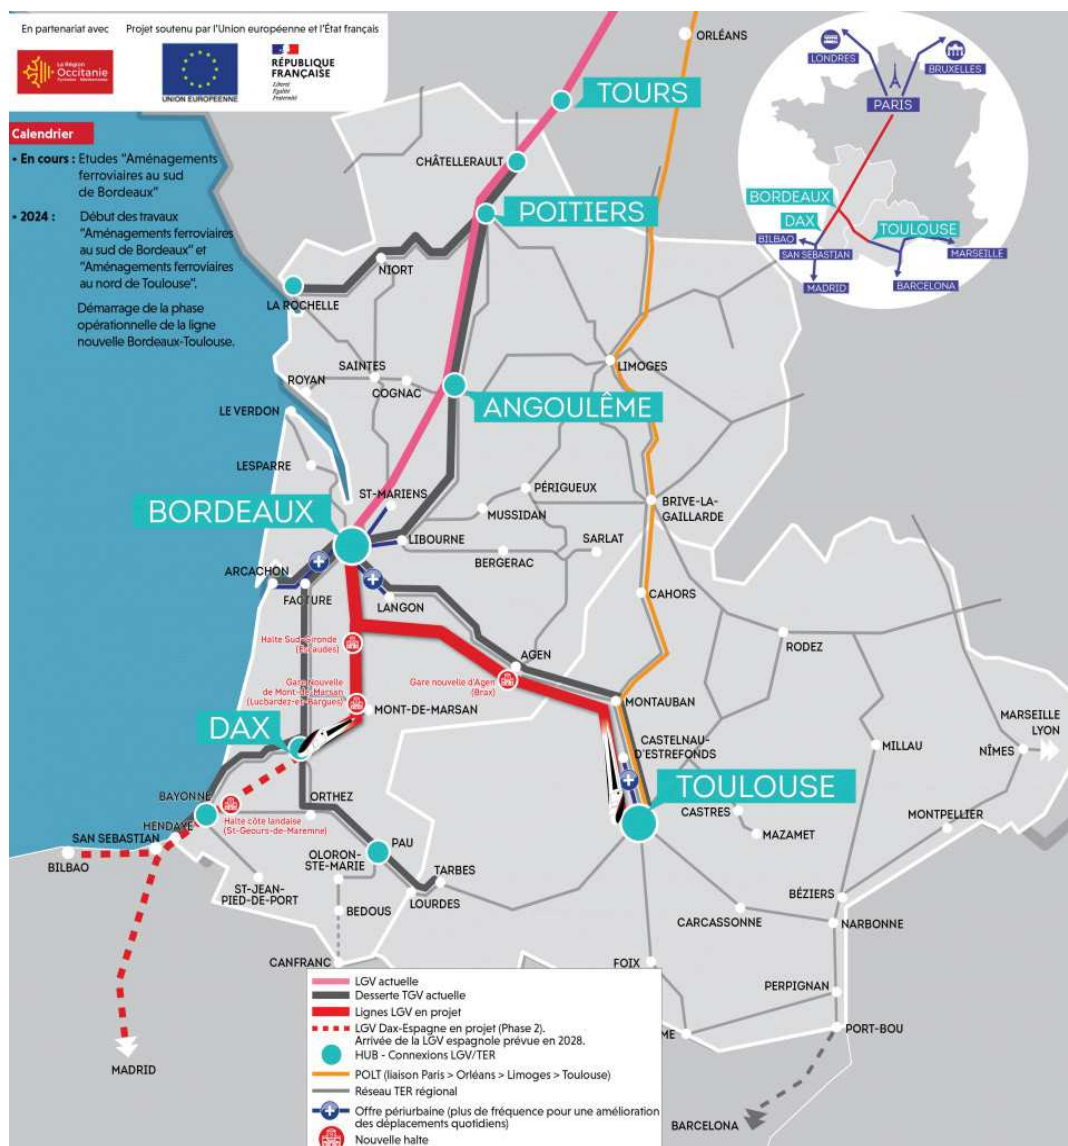 En partenariat avec
Projet soutenu par l'Union européenne et l'État français
La Région
Occitanie
UNION EUROPEENNE
RÉPUBLIQUE
FRANÇAISE
Liberté
Egalité
Fraternité
Calendrier
• En cours : Etudes "Aménagements
ferroviaires au sud
de Bordeaux"
• 2024 : Début des travaux
"Aménagements ferroviaires
au sud de Bordeaux" et
"Aménagements ferroviaires
au nord de Toulouse".
Démarrage de la phase
opérationnelle de la ligne
nouvelle Bordeaux-Toulouse.
LONDRES
BRUXELLES
PARIS
BORDEAUX
DAX
TOULOUSE
BILBAO
SAN SEBASTIAN
MARSEILLE
MADRID
BARCELONA
ORLÉANS
TOURS
CHÂTELLERAULT
POITIERS
NIORT
LA ROCHELLE
SAINTES
ROYAN
COGNAC
LIMOGES
ANGOULÊME
LE VERDON
LESPARRE
ST-MARIENS
PÉRIGUEUX
BRIVE-LA-
GAILLARDE
MUSSIDAN
BORDEAUX
LIBOURNE
SARLAT
BERGERAC
ARCACHON
FACTURE
LANGON
CAHORS
Halte Sud-Gironde
(Escaudes)
AGEN
RODEZ
Gare Nouvelle
de Mont-de-Marsan
(Lucbardez-et-Bargues)
Gare nouvelle d'Agen
(Brax)
MONT-DE-MARSAN
MONTAUBAN
MARSEILLE
LYON
DAX
CASTELNAU-
D'ESTREFONDS
MILLAU
NÎMES
TOULOUSE
BAYONNE
ORTHEZ
Halte côte landaise
(St-Geours-de-Maremne)
CASTRES
MONTPELLIER
HENDAYE
SAN SEBASTIAN
MAZAMET
BILBAO
PAU
OLORON-
STE-MARIE
TARBES
ST-JEAN-
PIED-DE-PORT
LOURDES
BÉZIERS
BEDOUS
CARCASSONNE
NARBONNE
CANFRANC
FOIX
PERPIGNAN
ME
PORT-BOU
MADRID
BARCELONA
LGV actuelle
Desserte TGV actuelle
Lignes LGV en projet
LGV Dax-Espagne en projet (Phase 2).
Arrivée de la LGV espagnole prévue en 2028.
HUB - Connexions LGV/TER
POLT (liaison Paris > Orléans > Limoges > Toulouse)
Réseau TER régional
Offre périurbaine (plus de fréquence pour une amélioration
des déplacements quotidiens)
Nouvelle halte